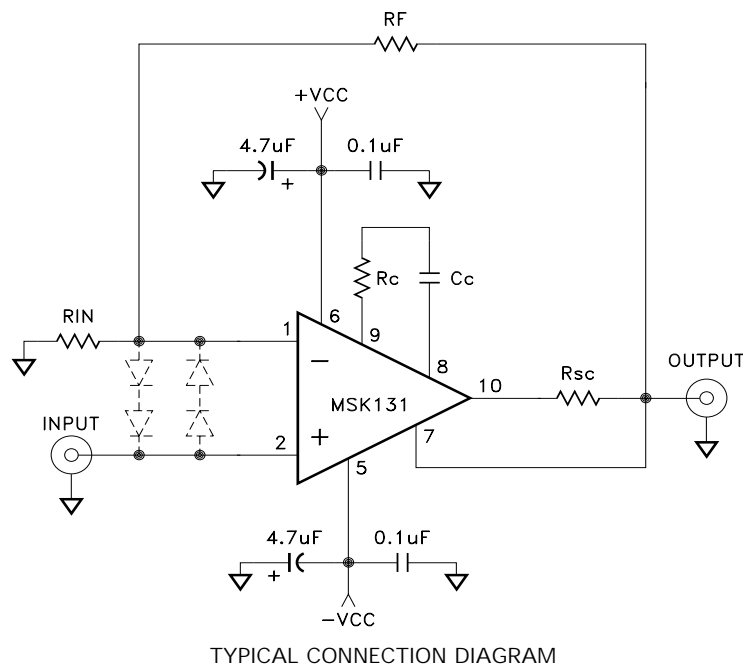 RF
+VCC
4.7uF 0.1uF
+
Rc Cc
RIN
1 6 9
−
8
OUTPUT
Rsc
10
MSK131
INPUT
2 + 7
5
4.7uF 0.1uF
+
−VCC
TYPICAL CONNECTION DIAGRAM